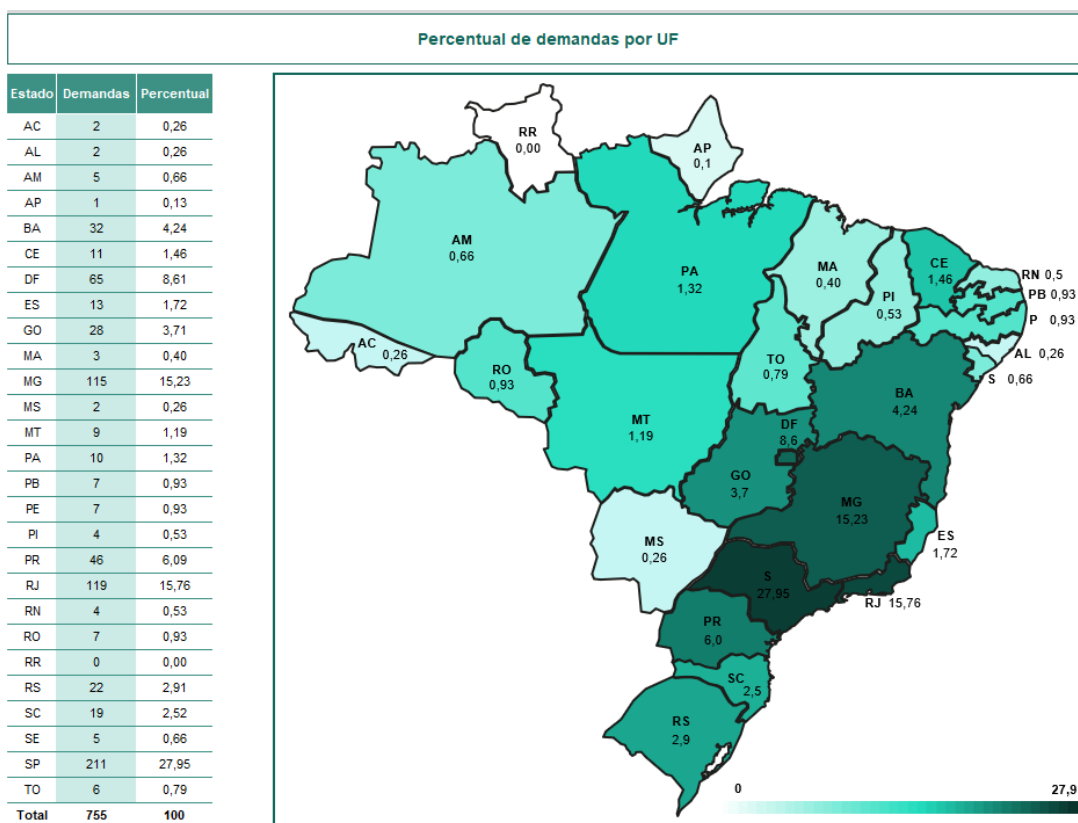 Percentual de demandas por UF
Estado Demandas Percentual
AC 2 0,26
AL 2 0,26
AM 5 0,66
AP 1 0,13
BA 32 4,24
CE 11 1,46
DF 65 8,61
ES 13 1,72
GO 28 3,71
MA 3 0,40
MG 115 15,23
MS 2 0,26
MT 9 1,19
PA 10 1,32
PB 7 0,93
PE 7 0,93
PI 4 0,53
PR 46 6,09
RJ 119 15,76
RN 4 0,53
RO 7 0,93
RR 0 0,00
RS 22 2,91
SC 19 2,52
SE 5 0,66
SP 211 27,95
TO 6 0,79
Total 755 100
RR
0,00
AP
0,1
AM
0,66
PA
1,32
MA
0,40
CE
1,46
RN 0,5
PI
0,53
PB 0,93
P 0,93
AC
0,26
AL 0,26
RO
0,93
TO
0,79
S 0,66
BA
4,24
MT
1,19
DF
8,6
GO
3,7
MG
15,23
MS
0,26
ES
1,72
S
27,95
RJ 15,76
PR
6,0
SC
2,5
RS
2,9
0 27,9